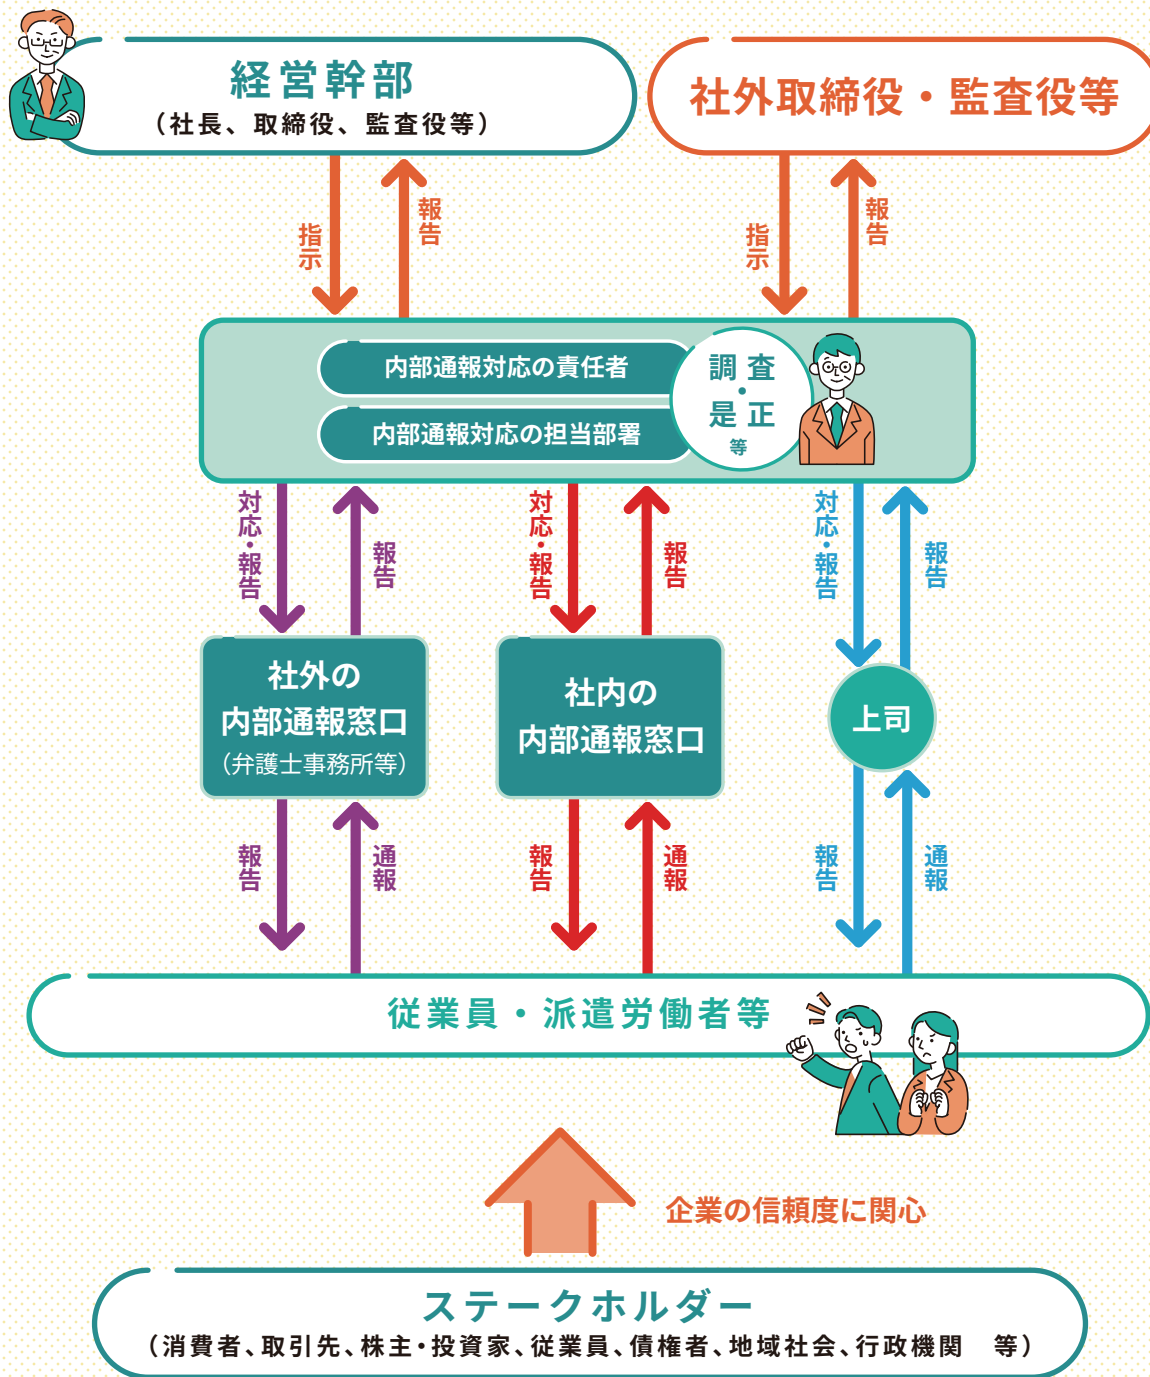 経営幹部
（社長、取締役、監査役等）
社外取締役・監査役等
指示
報告
指示
報告
内部通報対応の責任者
内部通報対応の担当部署
調査
・
是正
等
対応・報告
報告
対応・報告
報告
対応・報告
報告
社外の
内部通報窓口
（弁護士事務所等）
社内の
内部通報窓口
上司
報告
通報
報告
通報
報告
通報
従業員・派遣労働者等
企業の信頼度に関心
ステークホルダー
（消費者、取引先、株主・投資家、従業員、債権者、地域社会、行政機関　等）